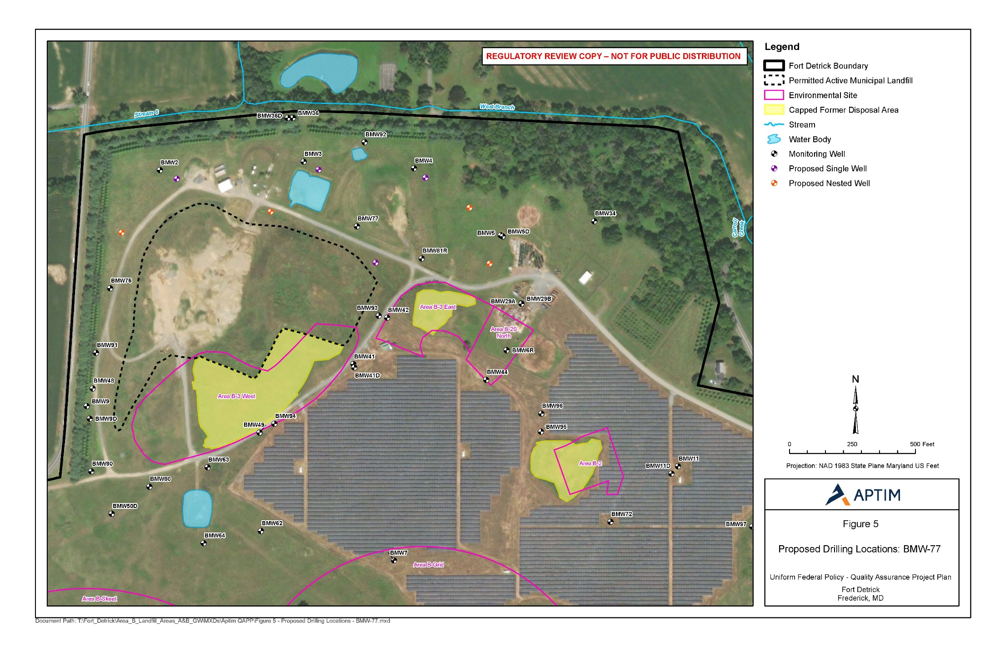 REGULATORY REVIEW COPY – NOT FOR PUBLIC DISTRIBUTION
Stream 6
West Branch
BMW36D
BMW36
BMW92
BMW3
BMW2
BMW4
BMW77
BMW34
BMW5
BMW5D
Carroll
Creek
BMW81R
BMW76
BMW29A
BMW29B
BMW93
BMW42
Area B-3 East
Area B-20
North
BMW91
BMW6R
BMW41
BMW41D
BMW44
BMW48
BMW9
BMW9D
Area B-3 West
BMW94
BMW49
BMW96
BMW95
BMW63
BMW90
BMW80
Area B-2
BMW11
BMW11D
BMW50D
BMW62
BMW64
BMW72
BMW97
BMW7
Area B-Grid
Area B-Skeet
Legend
Fort Detrick Boundary
Permitted Active Municipal Landfill
Environmental Site
Capped Former Disposal Area
Stream
Water Body
Monitoring Well
Proposed Single Well
Proposed Nested Well
N
0 250 500 Feet
Projection: NAD 1983 State Plane Maryland US Feet
APTIM
Figure 5
Proposed Drilling Locations: BMW-77
Uniform Federal Policy - Quality Assurance Project Plan
Fort Detrick
Frederick, MD
Document Path: T:\Fort_Detrick\Area_B_Landfill_Areas_A&B_GW\MXDs\Aptim QAPP\Figure 5 - Proposed Drilling Locations - BMW-77.mxd